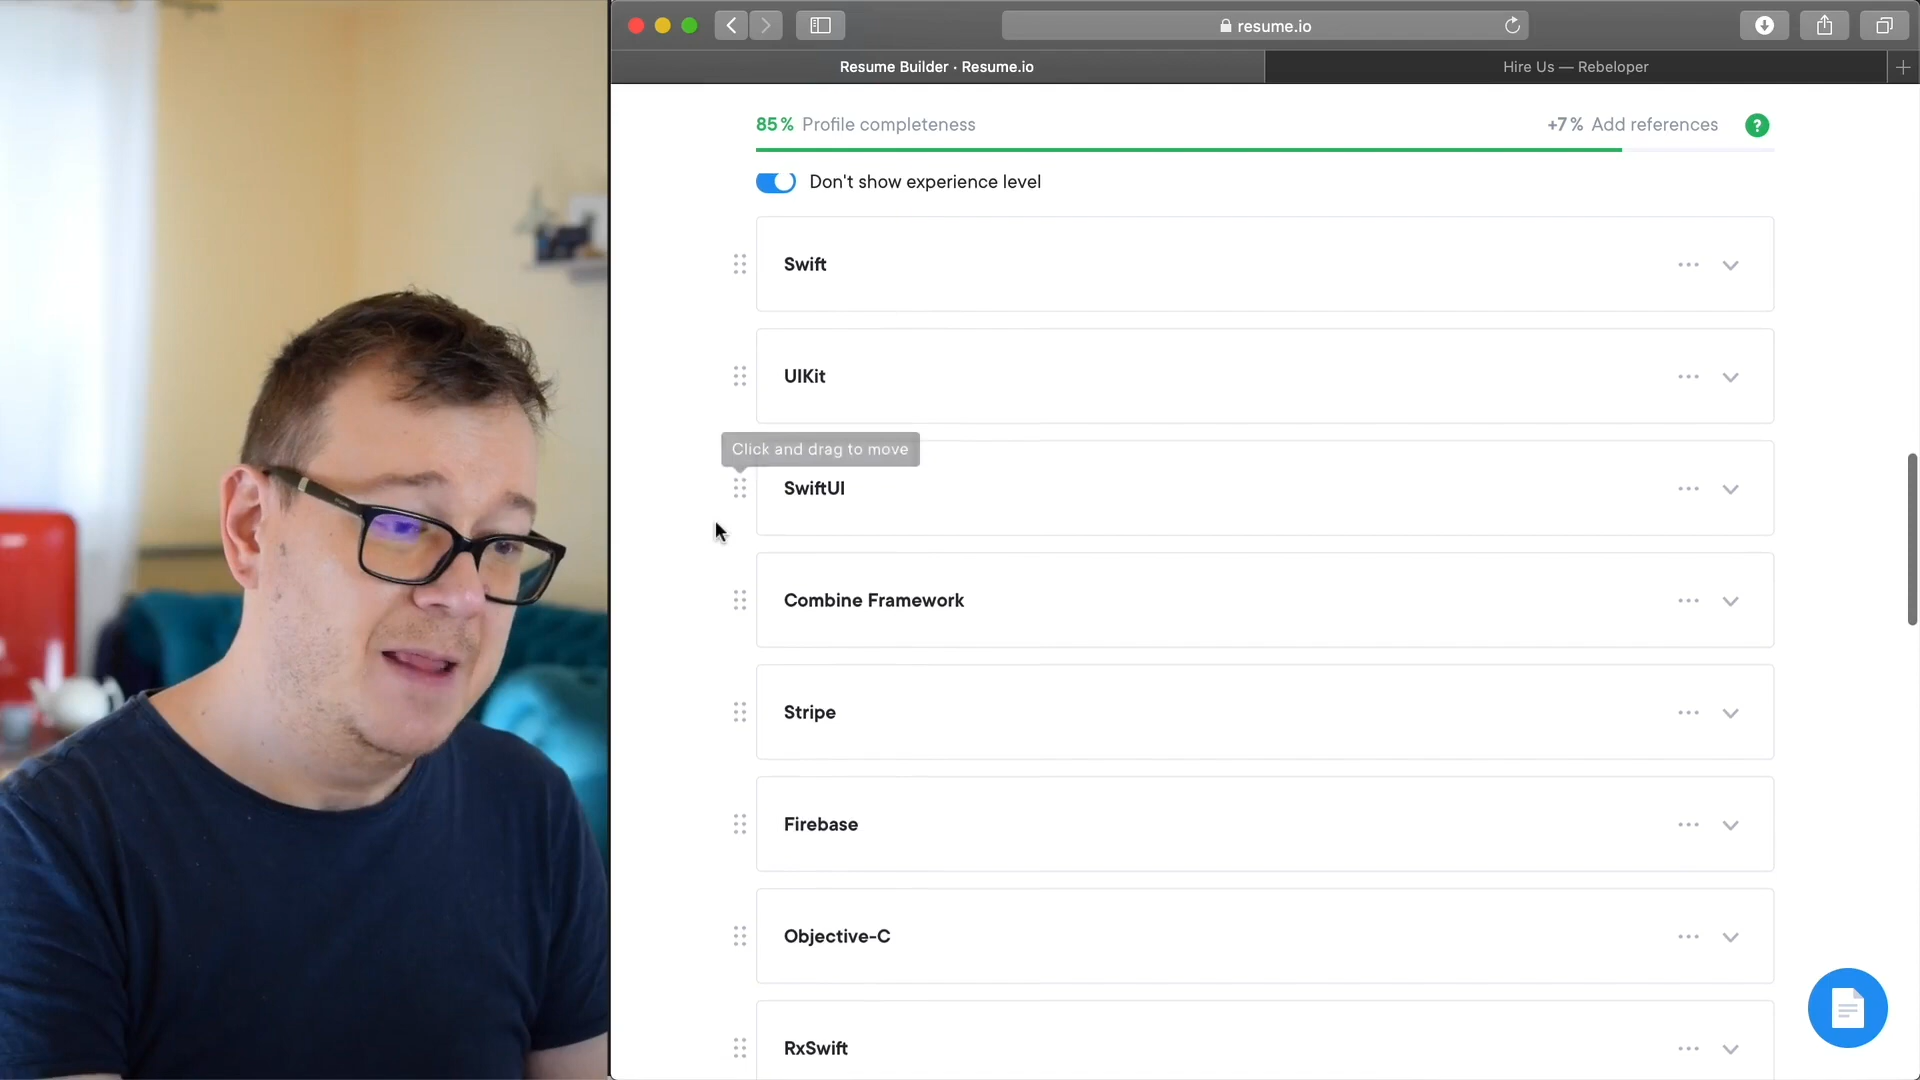 resume.io
Resume Builder · Resume.io
Hire Us — Rebeloper
85% Profile completeness
+7% Add references
?
Don't show experience level
Swift
UIKit
Click and drag to move
SwiftUI
Combine Framework
Stripe
Firebase
Objective-C
RxSwift